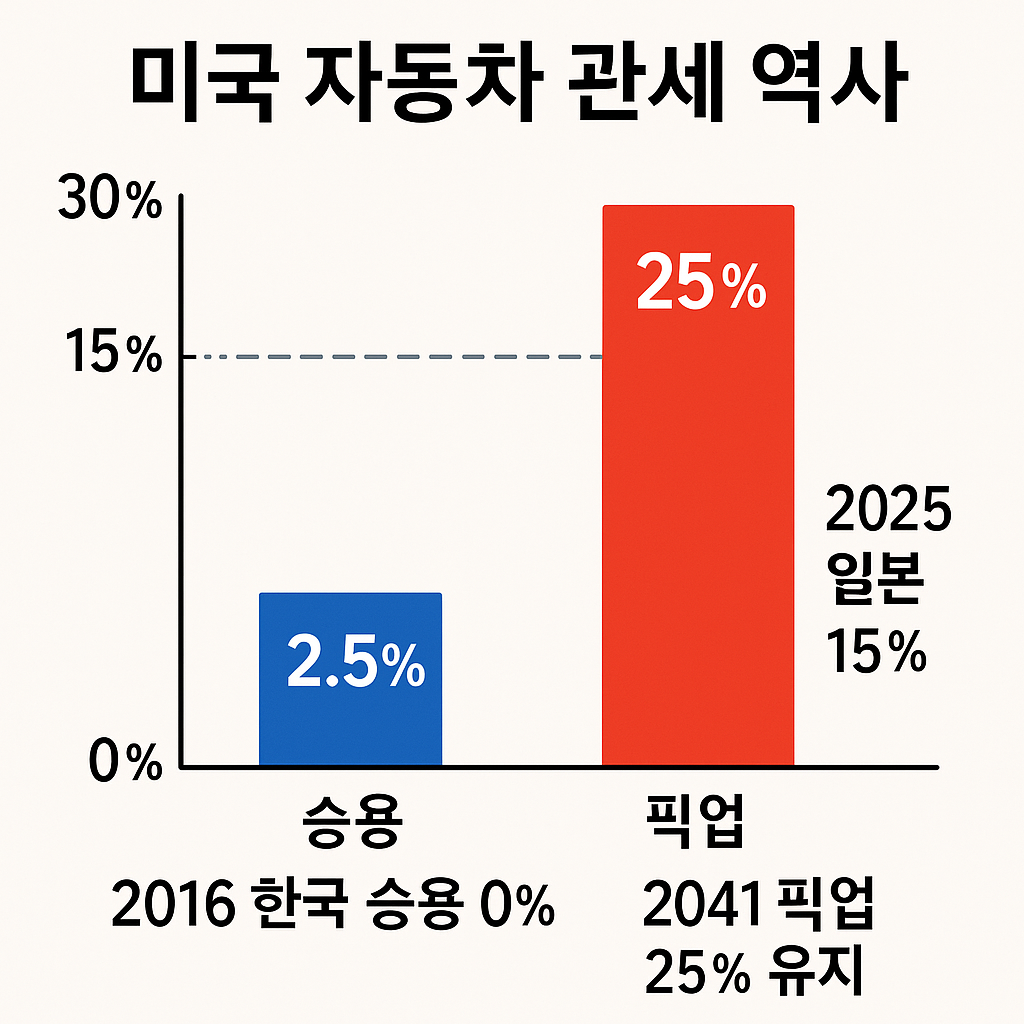 미국 자동차 관세 역사
30%
25%
15%
2025
일본
15%
2.5%
0%
승용
픽업
2016 한국 승용 0%
2041 픽업
25% 유지